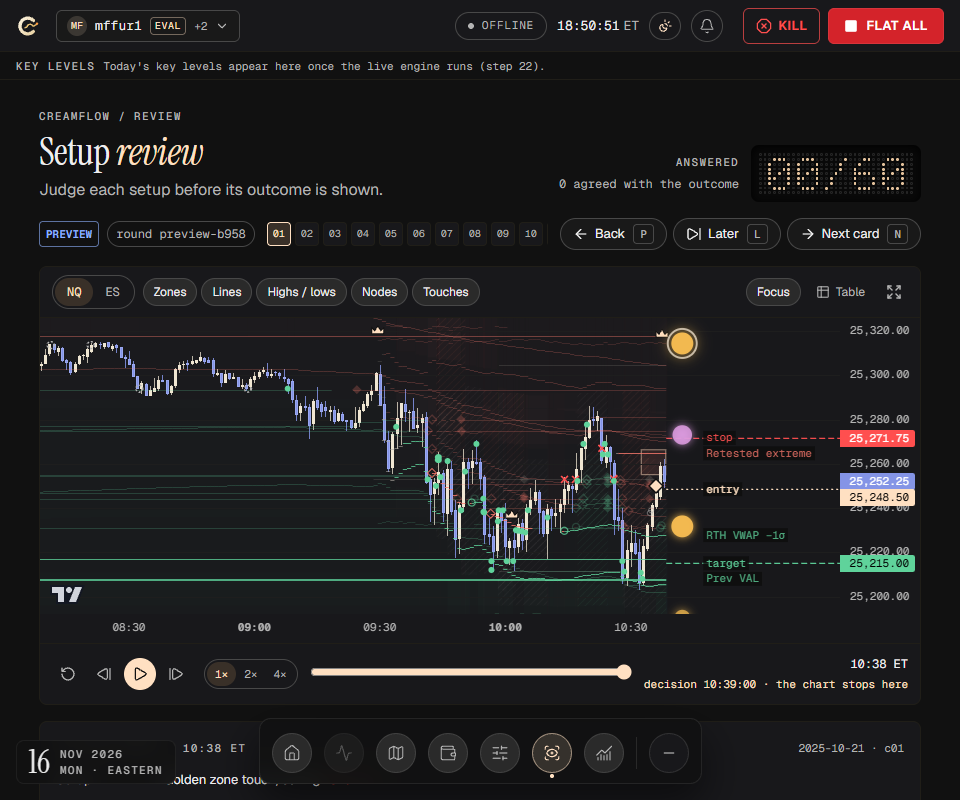 MF mffur1 EVAL +2
OFFLINE
18:50:51 ET
KILL
FLAT ALL
KEY LEVELS Today's key levels appear here once the live engine runs (step 22).
CREAMFLOW / REVIEW
Setup review
Judge each setup before its outcome is shown.
ANSWERED
0 agreed with the outcome
00/60
PREVIEW
round preview-b958
01 02 03 04 05 06 07 08 09 10
Back P
Later L
Next card N
NQ ES
Zones
Lines
Highs / lows
Nodes
Touches
Focus
Table
25,320.00
25,300.00
25,280.00
stop
25,271.75
Retested extreme
25,260.00
25,252.25
entry
25,248.50
25,240.00
RTH VWAP −1σ
25,220.00
target
25,215.00
Prev VAL
25,200.00
08:30 09:00 09:30 10:00 10:30
1× 2× 4×
10:38 ET
decision 10:39:00 · the chart stops here
10:38 ET
2025-10-21 · c01
16 NOV 2026
MON · EASTERN
olden zone